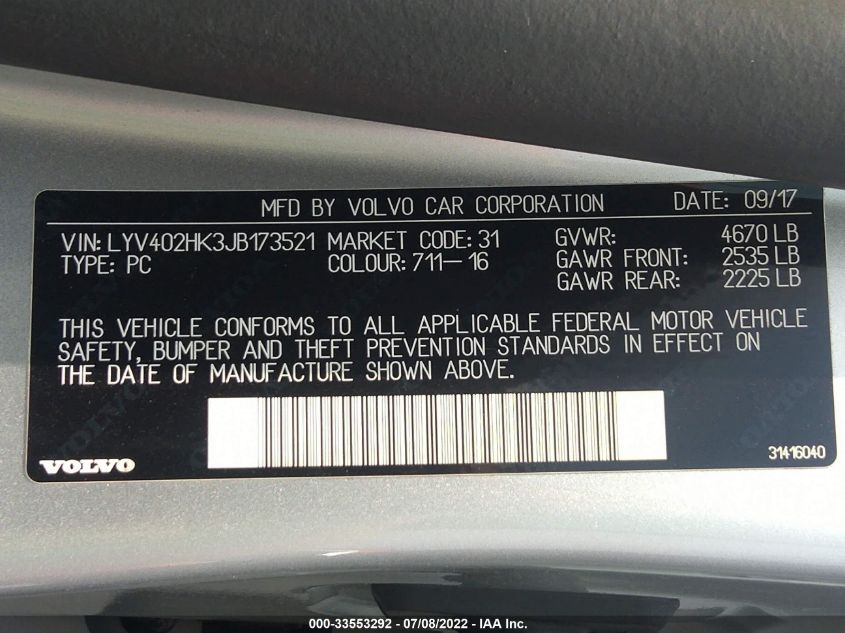 MFD BY VOLVO CAR CORPORATION DATE: 09/17
VIN: LYV402HK3JB173521 MARKET CODE: 31 GVWR: 4670 LB
TYPE: PC COLOUR: 711-16 GAWR FRONT: 2535 LB
GAWR REAR: 2225 LB
THIS VEHICLE CONFORMS TO ALL APPLICABLE FEDERAL MOTOR VEHICLE
SAFETY, BUMPER AND THEFT PREVENTION STANDARDS IN EFFECT ON
THE DATE OF MANUFACTURE SHOWN ABOVE.
VOLVO 31416040
000-33553292 - 07/08/2022 - IAA Inc.